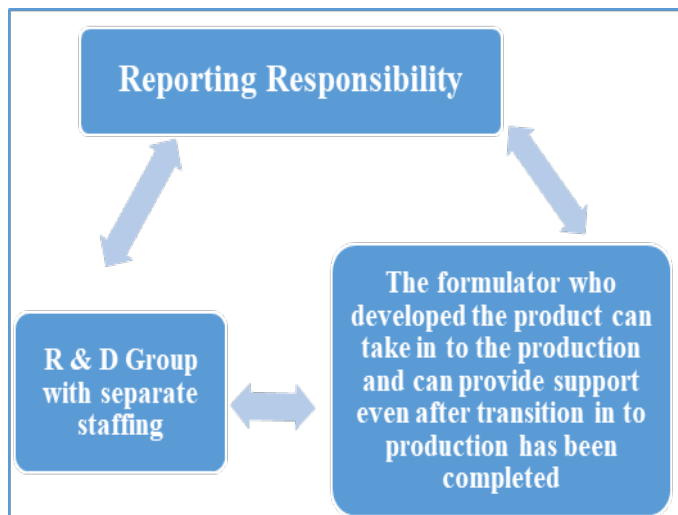 Reporting Responsibility
R & D Group
with separate
staffing
The formulator who
developed the product can
take in to the production
and can provide support
even after transition in to
production has been
completed